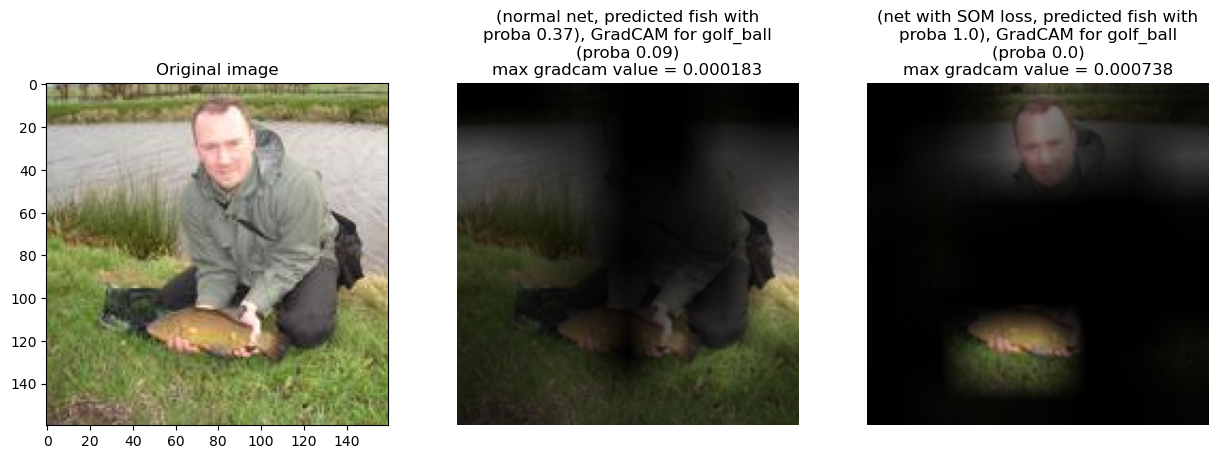 Original image
0
20
40
60
80
100
120
140
0 20 40 60 80 100 120 140
(normal net, predicted fish with
proba 0.37), GradCAM for golf_ball
(proba 0.09)
max gradcam value = 0.000183
(net with SOM loss, predicted fish with
proba 1.0), GradCAM for golf_ball
(proba 0.0)
max gradcam value = 0.000738